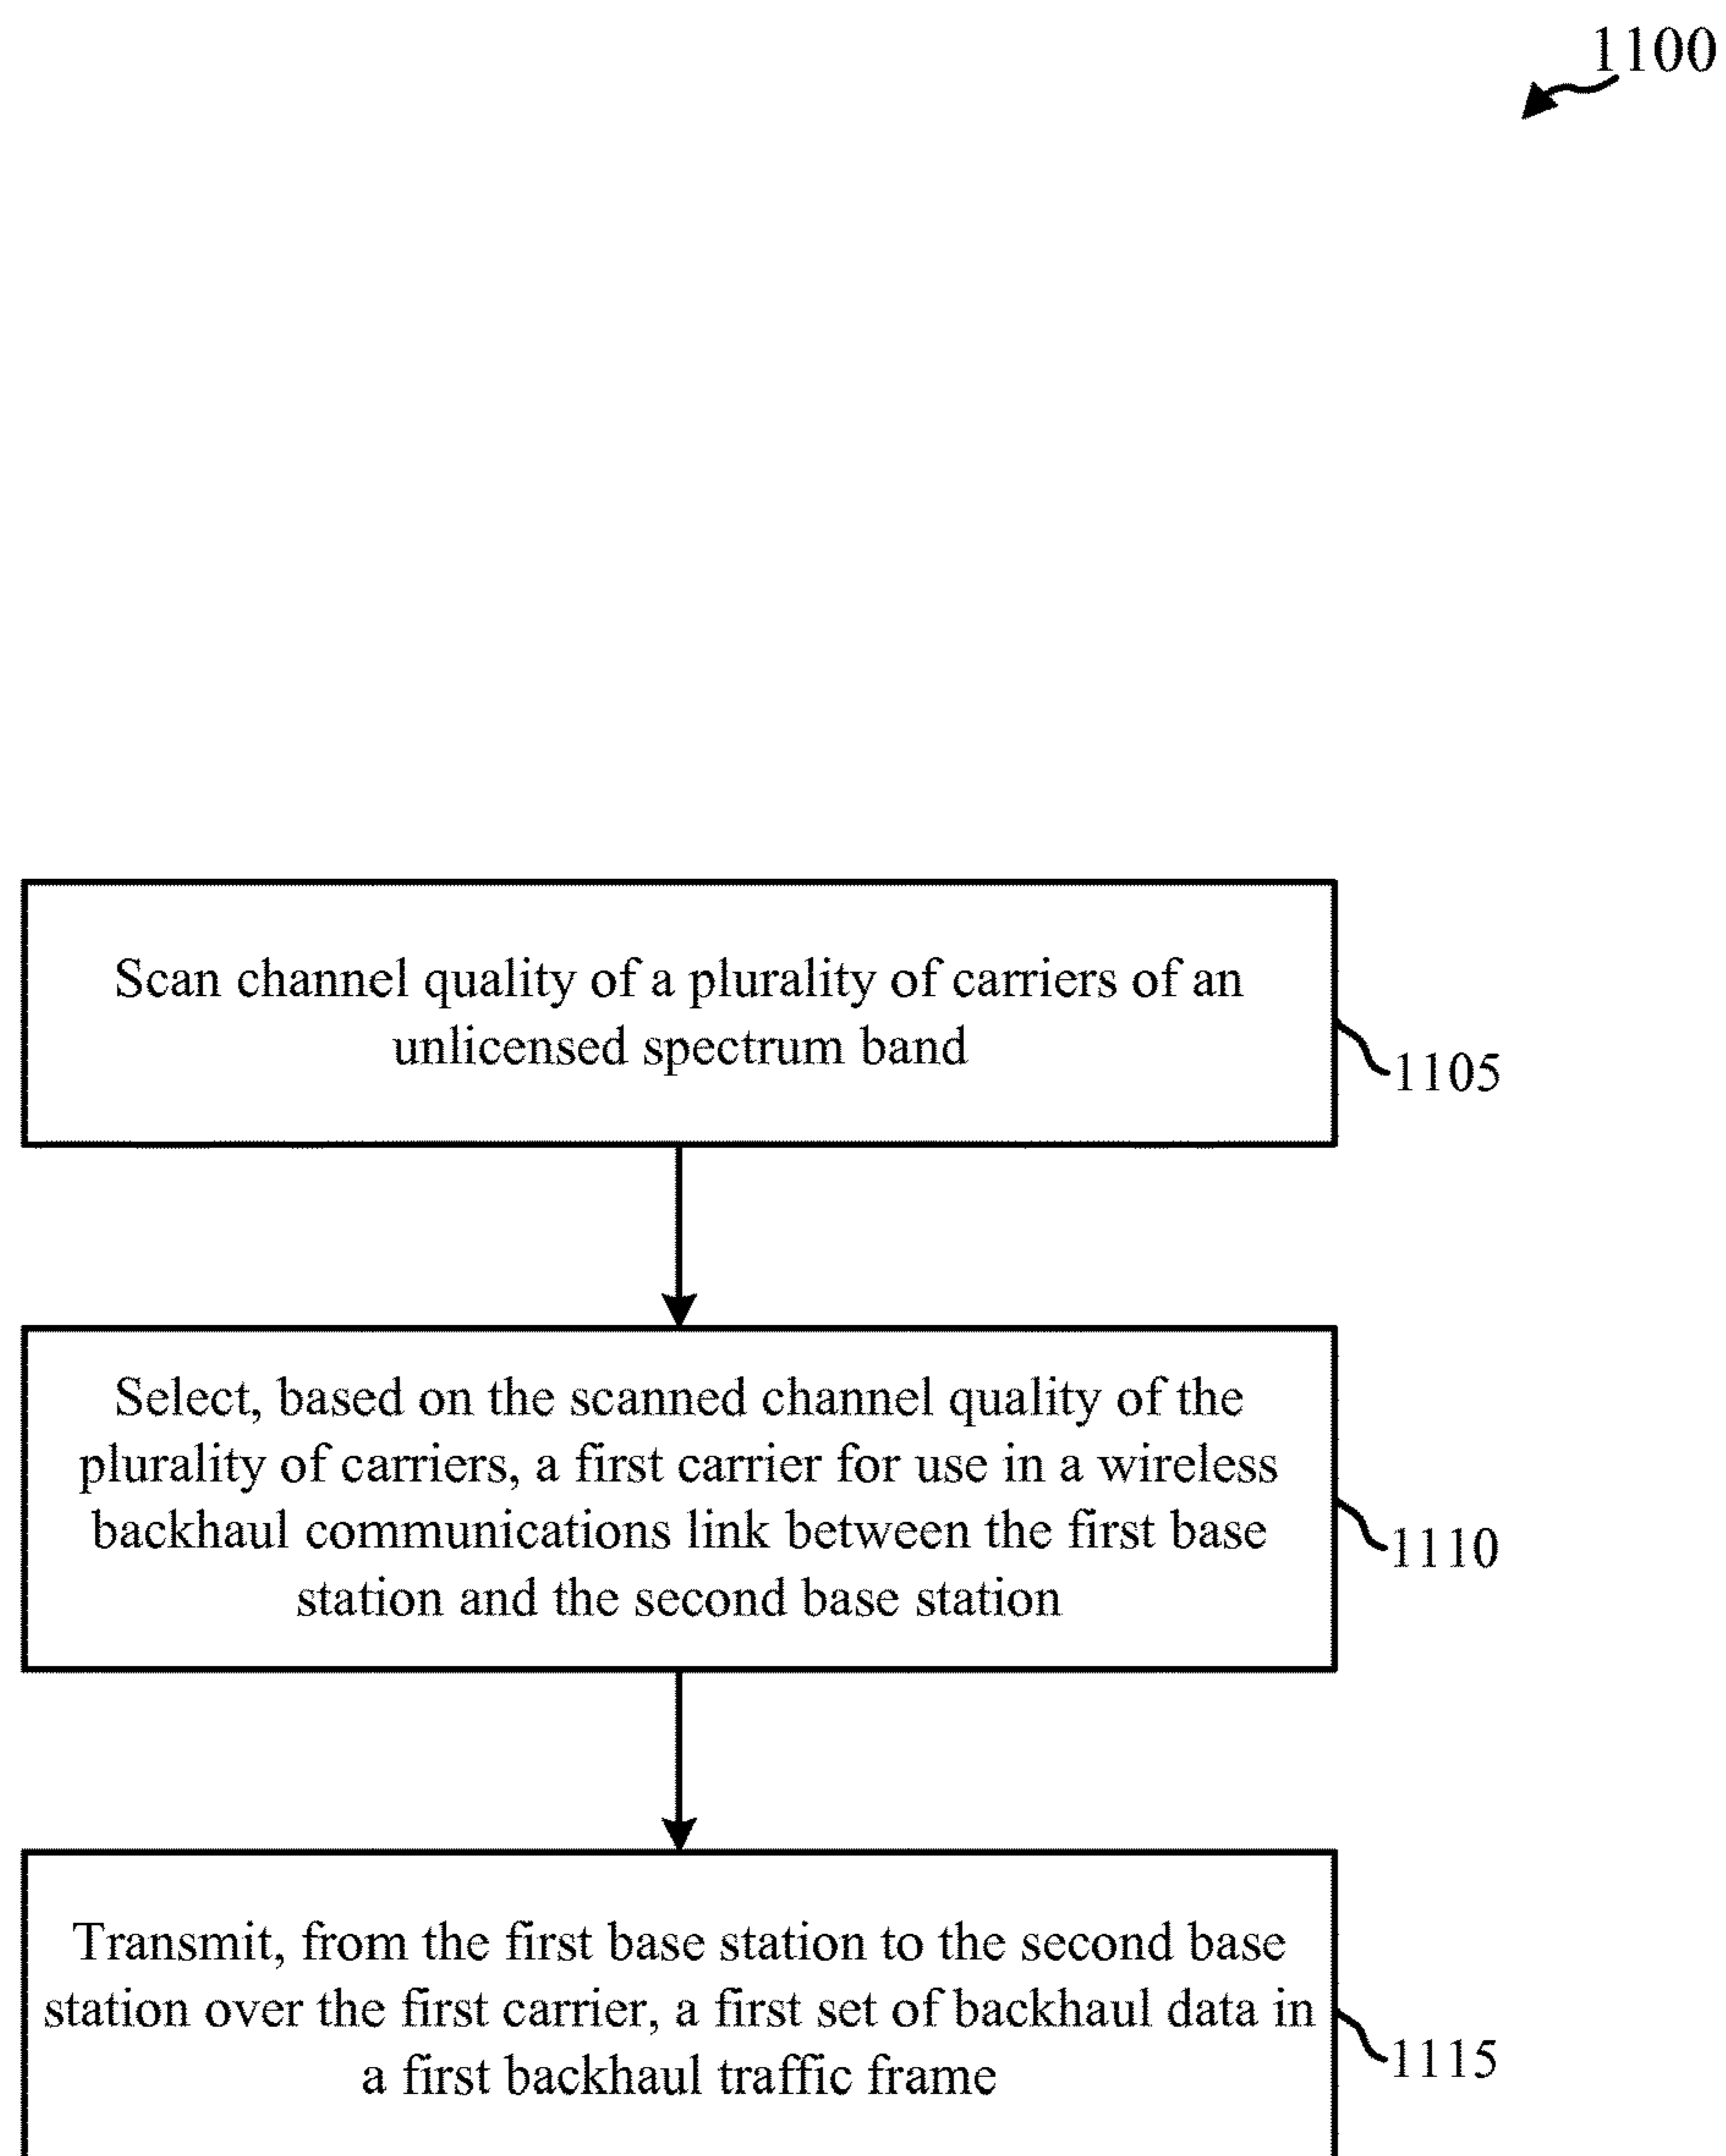 1100
Scan channel quality of a plurality of carriers of an
unlicensed spectrum band
1105
Select, based on the scanned channel quality of the
plurality of carriers, a first carrier for use in a wireless
backhaul communications link between the first base
station and the second base station
1110
Transmit, from the first base station to the second base
station over the first carrier, a first set of backhaul data in
a first backhaul traffic frame
1115